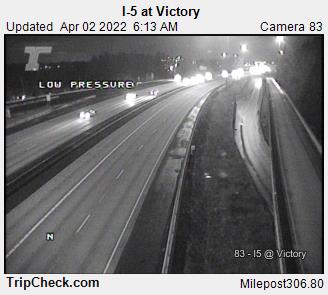 I-5 at Victory
Updated Apr 02 2022 6:13 AM Camera 83
T
LOW PRESSURE
N
83 - I5 @ Victory
TripCheck.com Milepost306.80